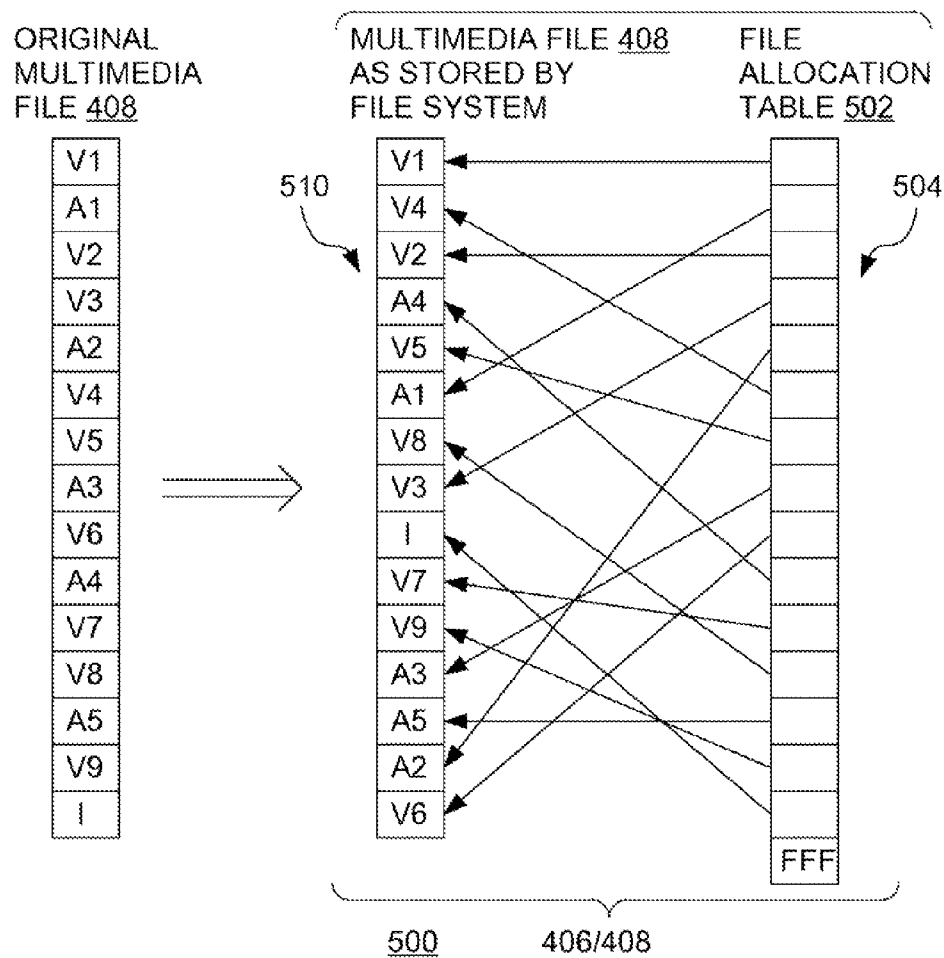 ORIGINAL
MULTIMEDIA
FILE 408
MULTIMEDIA FILE 408
AS STORED BY
FILE SYSTEM
FILE
ALLOCATION
TABLE 502
510
504
V1
A1
V2
V3
A2
V4
V5
A3
V6
A4
V7
V8
A5
V9
I
V1
V4
V2
A4
V5
A1
V8
V3
I
V7
V9
A3
A5
A2
V6
FFF
500
406/408